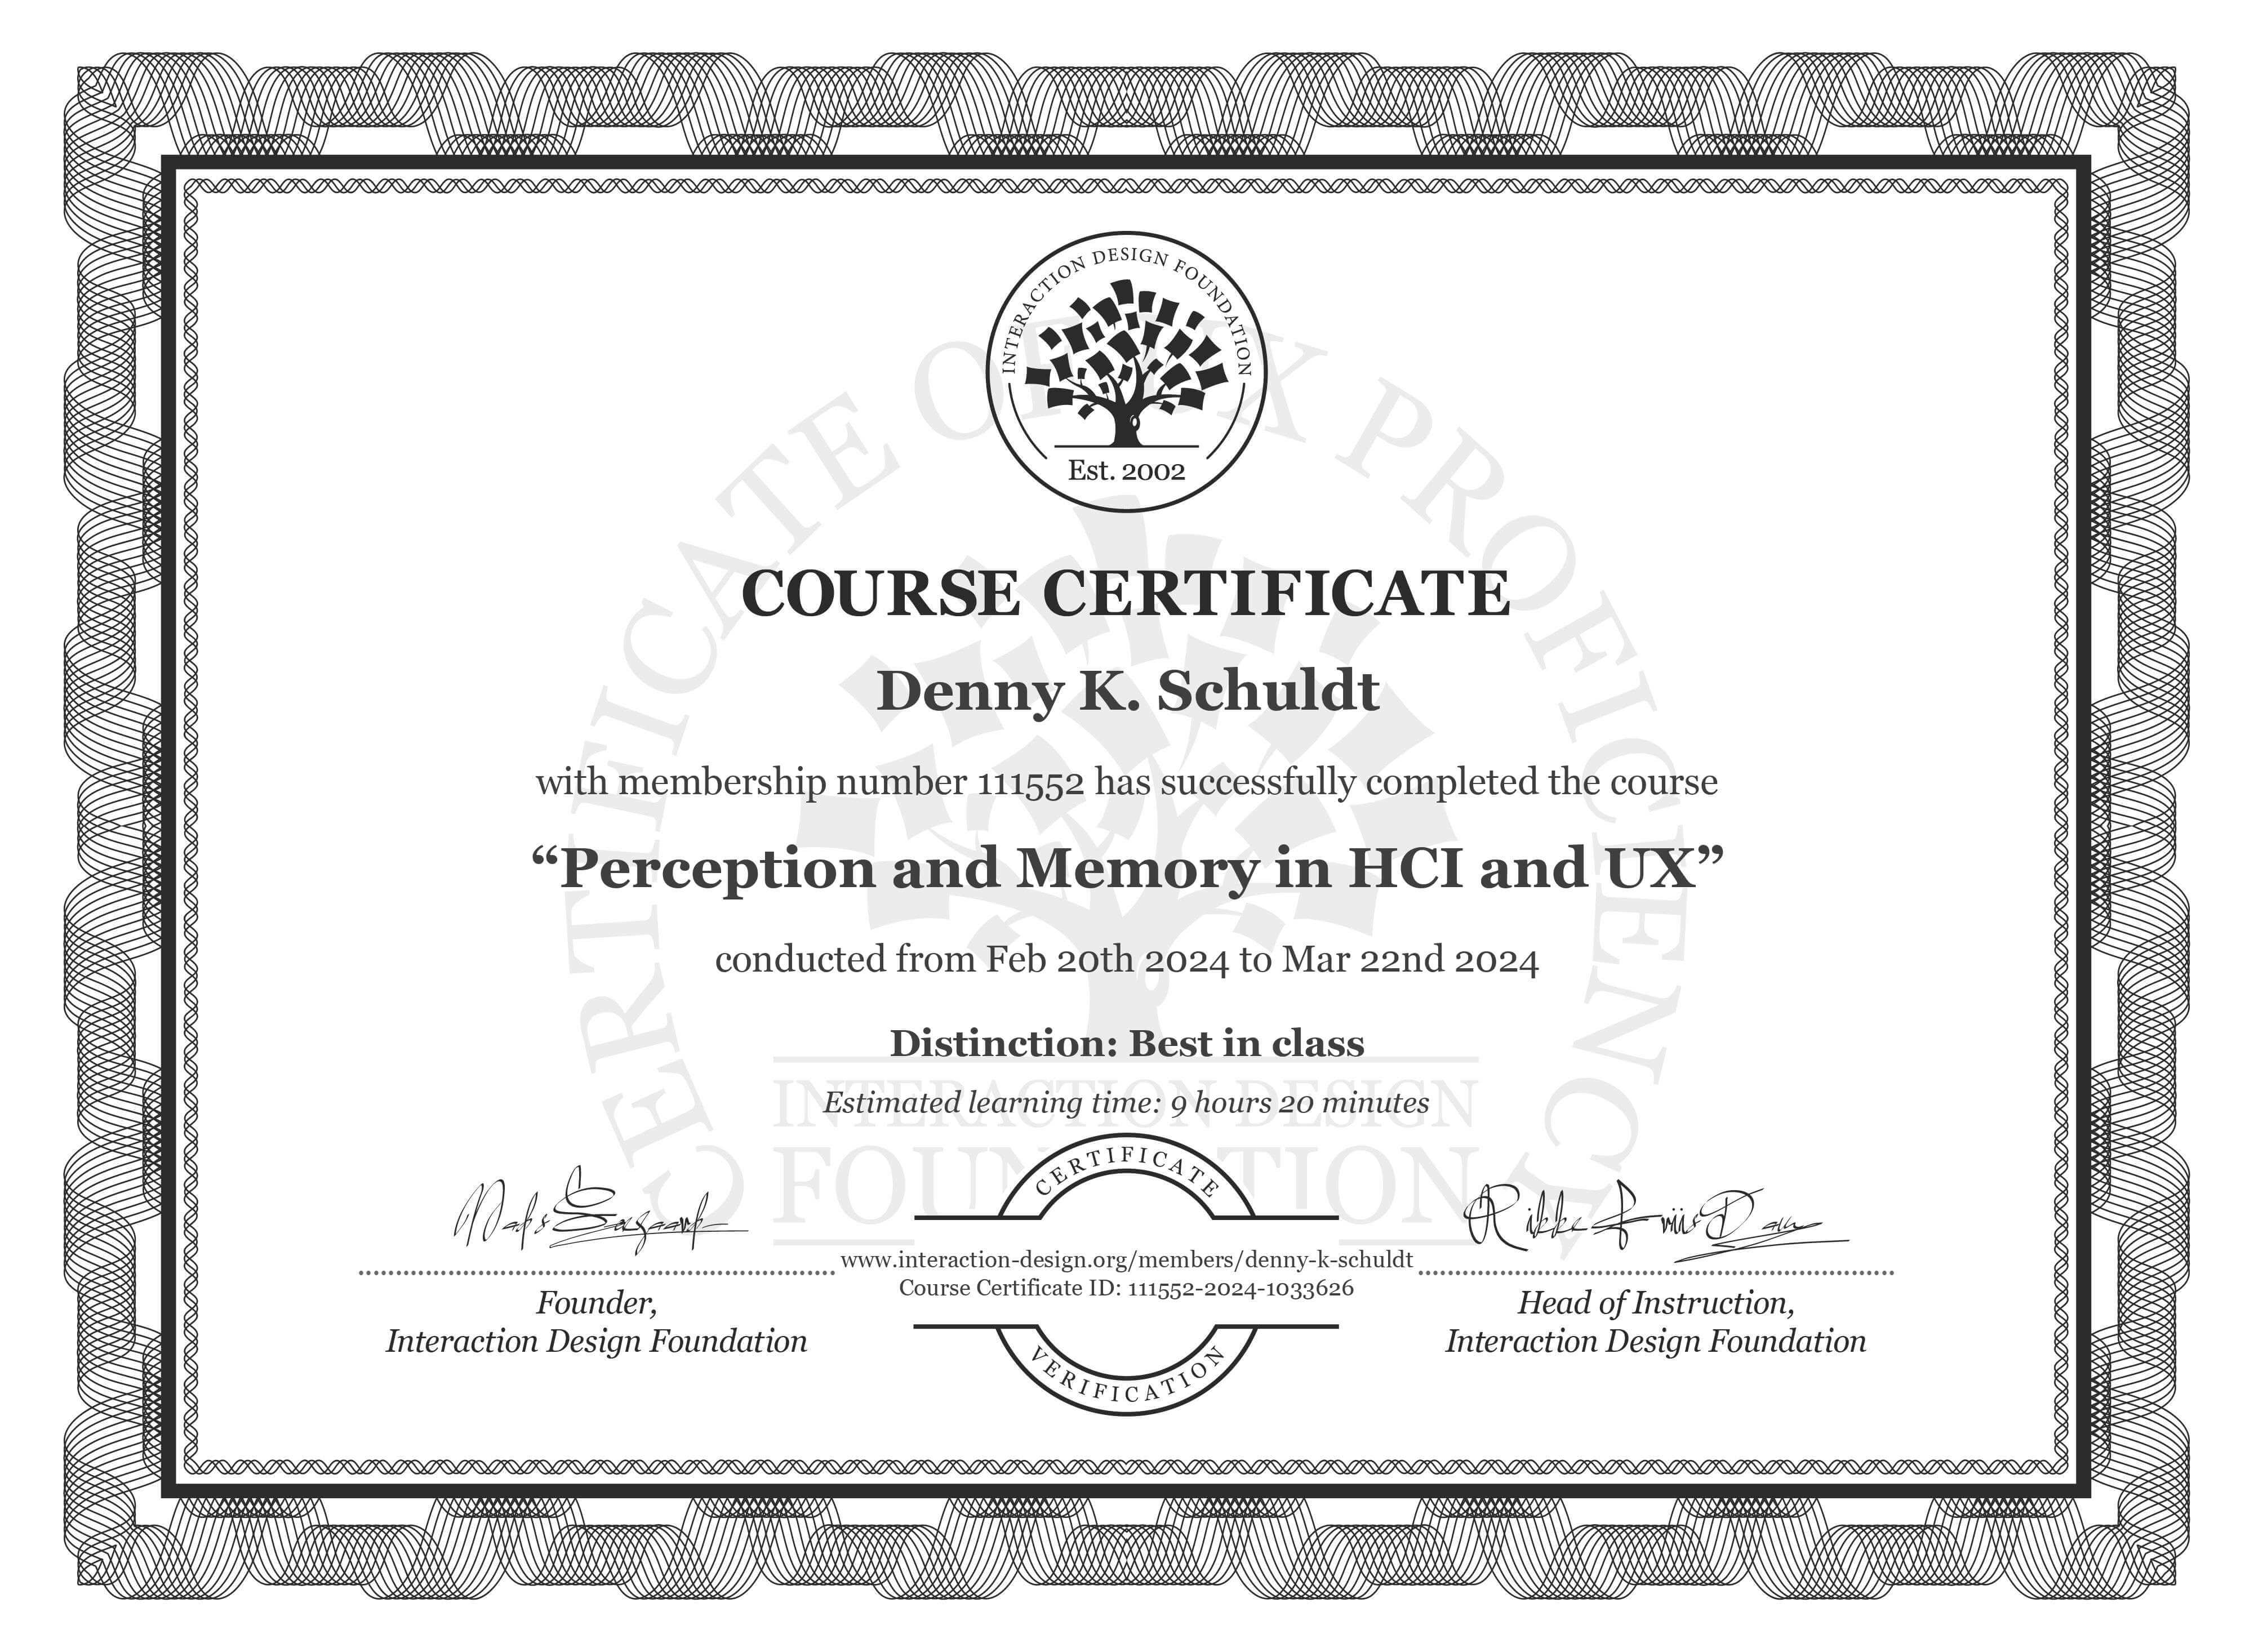 INTERACTION DESIGN FOUNDATION
Est. 2002
CERTIFICATE OF UX PROFICIENCY
COURSE CERTIFICATE
Denny K. Schuldt
with membership number 111552 has successfully completed the course
“Perception and Memory in HCI and UX”
conducted from Feb 20th 2024 to Mar 22nd 2024
Distinction: Best in class
Estimated learning time: 9 hours 20 minutes
INTERACTION DESIGN
FOUNDATION
CERTIFICATE
Mads Soegaard
Rikke Friis Dam
www.interaction-design.org/members/denny-k-schuldt
Course Certificate ID: 111552-2024-1033626
Founder,
Interaction Design Foundation
Head of Instruction,
Interaction Design Foundation
VERIFICATION